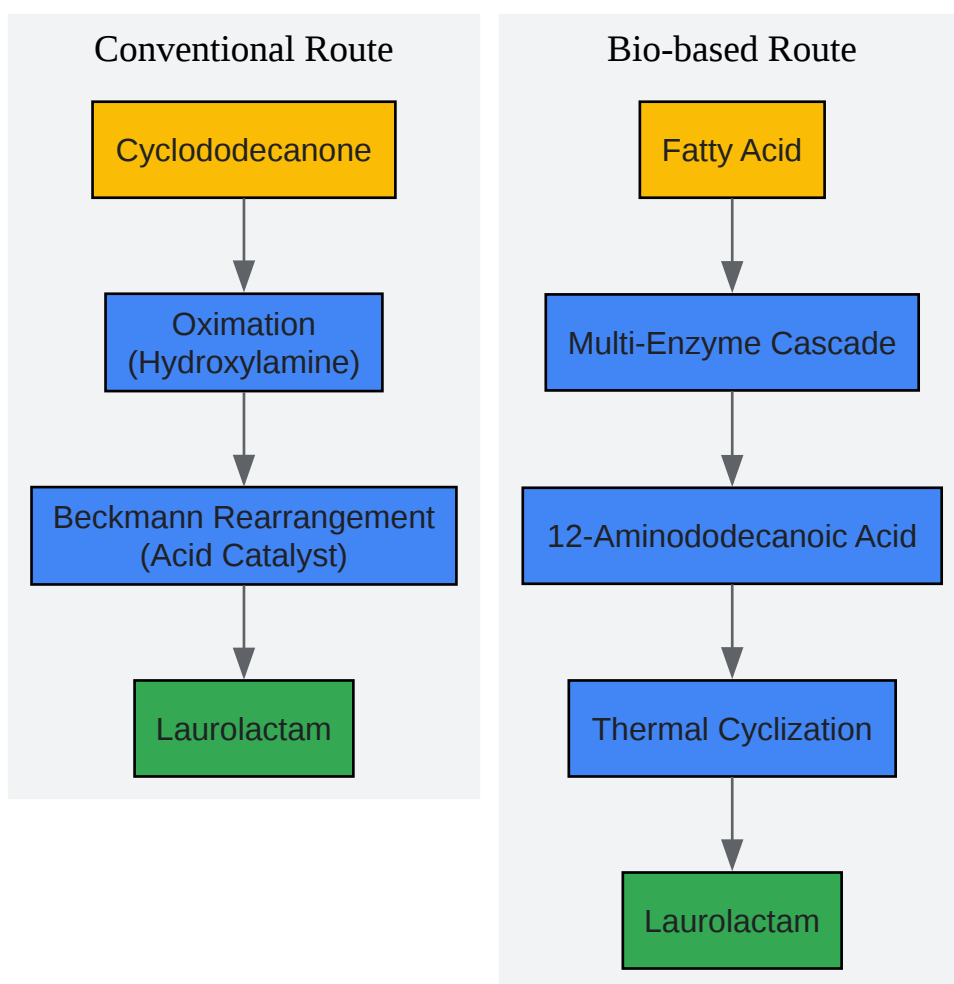 Conventional Route
Cyclododecanone
Oximation
(Hydroxylamine)
Beckmann Rearrangement
(Acid Catalyst)
Laurolactam
Bio-based Route
Fatty Acid
Multi-Enzyme Cascade
12-Aminododecanoic Acid
Thermal Cyclization
Laurolactam